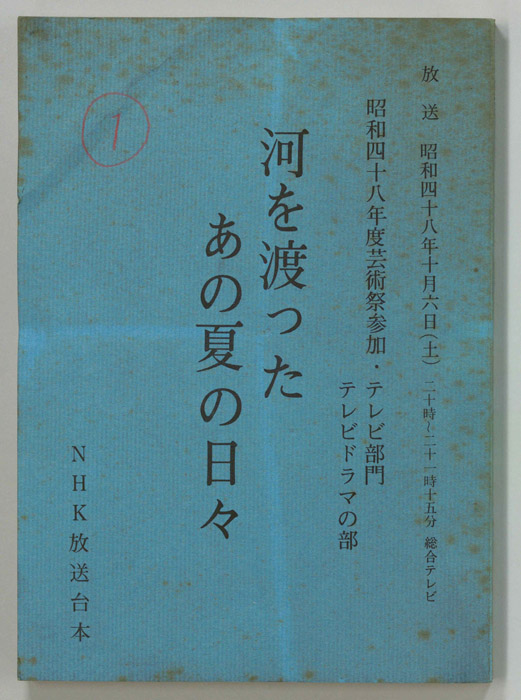 放送 昭和四十八年十月六日(土) 二十時~二十一時十五分 総合テレビ
昭和四十八年度芸術祭参加・テレビ部門
テレビドラマの部
河を渡った
あの夏の日々
1
NHK放送台本